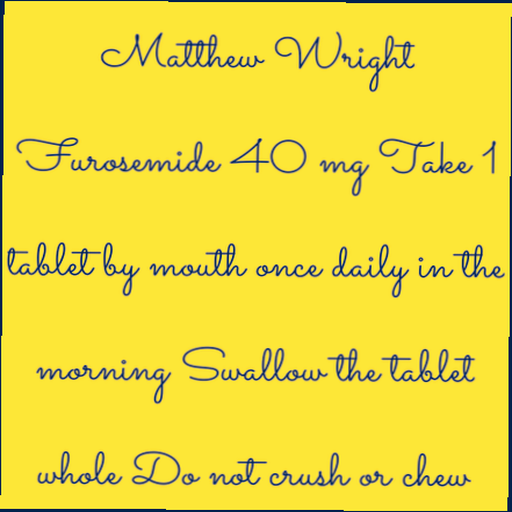 Matthew Wright
Furosemide 40 mg Take 1
tablet by mouth once daily in the
morning Swallow the tablet
whole Do not crush or chew